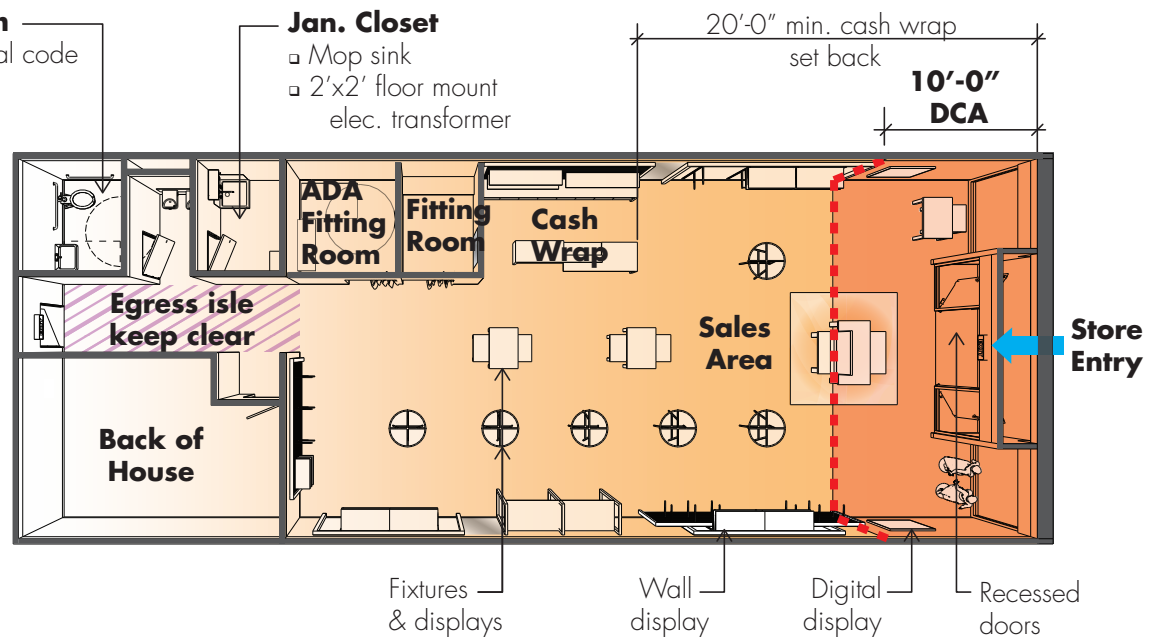 al code
Jan. Closet
Mop sink
2’x2’ floor mount
elec. transformer
20’-0” min. cash wrap
set back
10’-0”
DCA
ADA
Fitting
Room
Fitting
Room
Cash
Wrap
Egress isle
keep clear
Sales
Area
Store
Entry
Back of
House
Fixtures
& displays
Wall
display
Digital
display
Recessed
doors